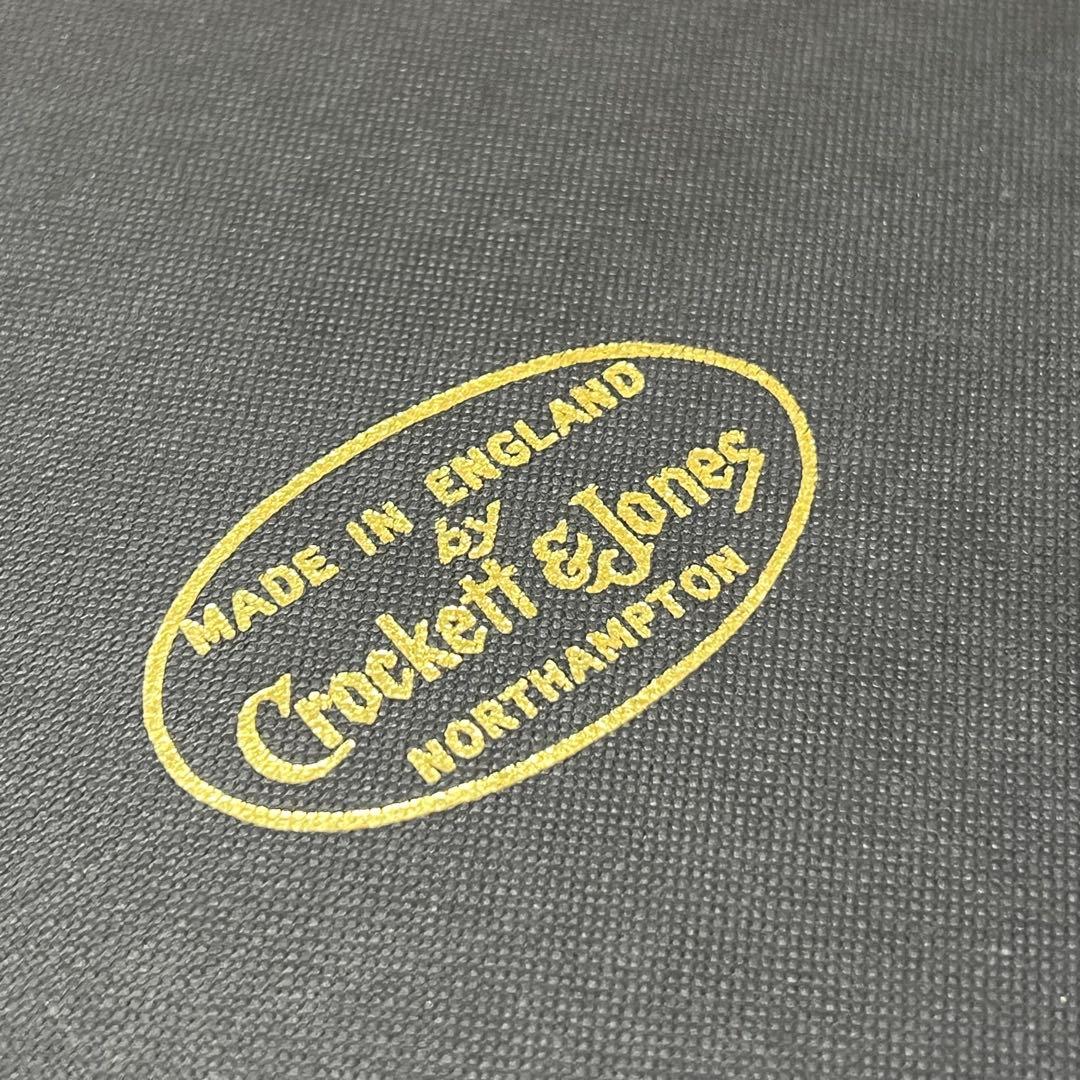 MADE IN ENGLAND
by
Crockett & Jones
NORTHAMPTON